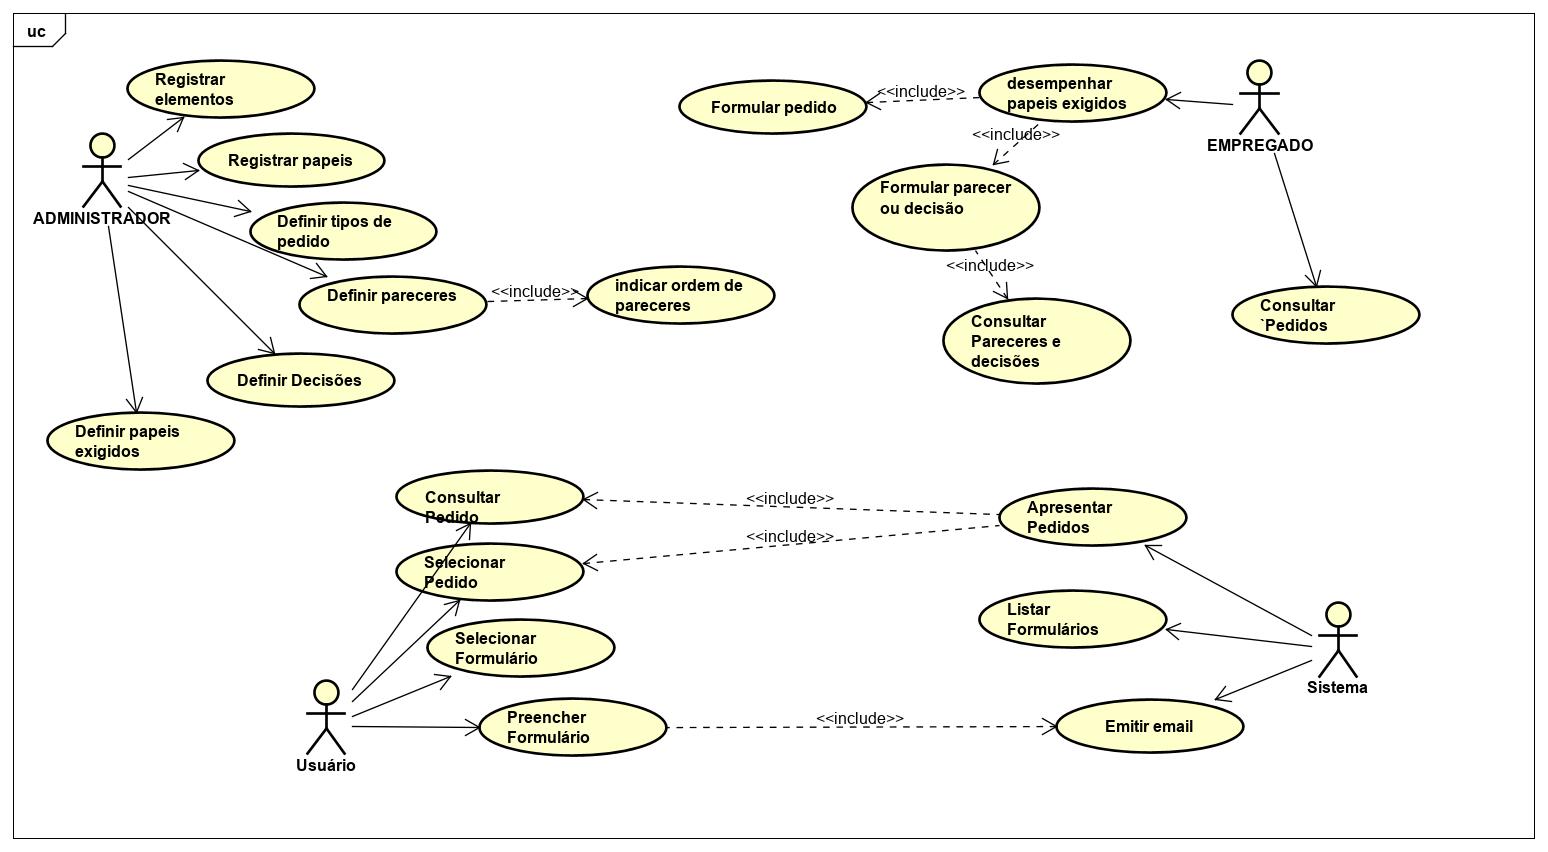 uc
Registrar
elementos
Registrar papeis
ADMINISTRADOR
Definir tipos de
pedido
Definir pareceres
<<include>>
indicar ordem de
pareceres
Definir Decisões
Definir papeis
exigidos
Formular pedido
<<include>>
desempenhar
papeis exigidos
EMPREGADO
<<include>>
Formular parecer
ou decisão
<<include>>
Consultar
Pareceres e
decisões
Consultar
`Pedidos
Consultar
Pedido
<<include>>
Apresentar
Pedidos
<<include>>
Selecionar
Pedido
Selecionar
Formulário
Listar
Formulários
Sistema
Usuário
Preencher
Formulário
<<include>>
Emitir email